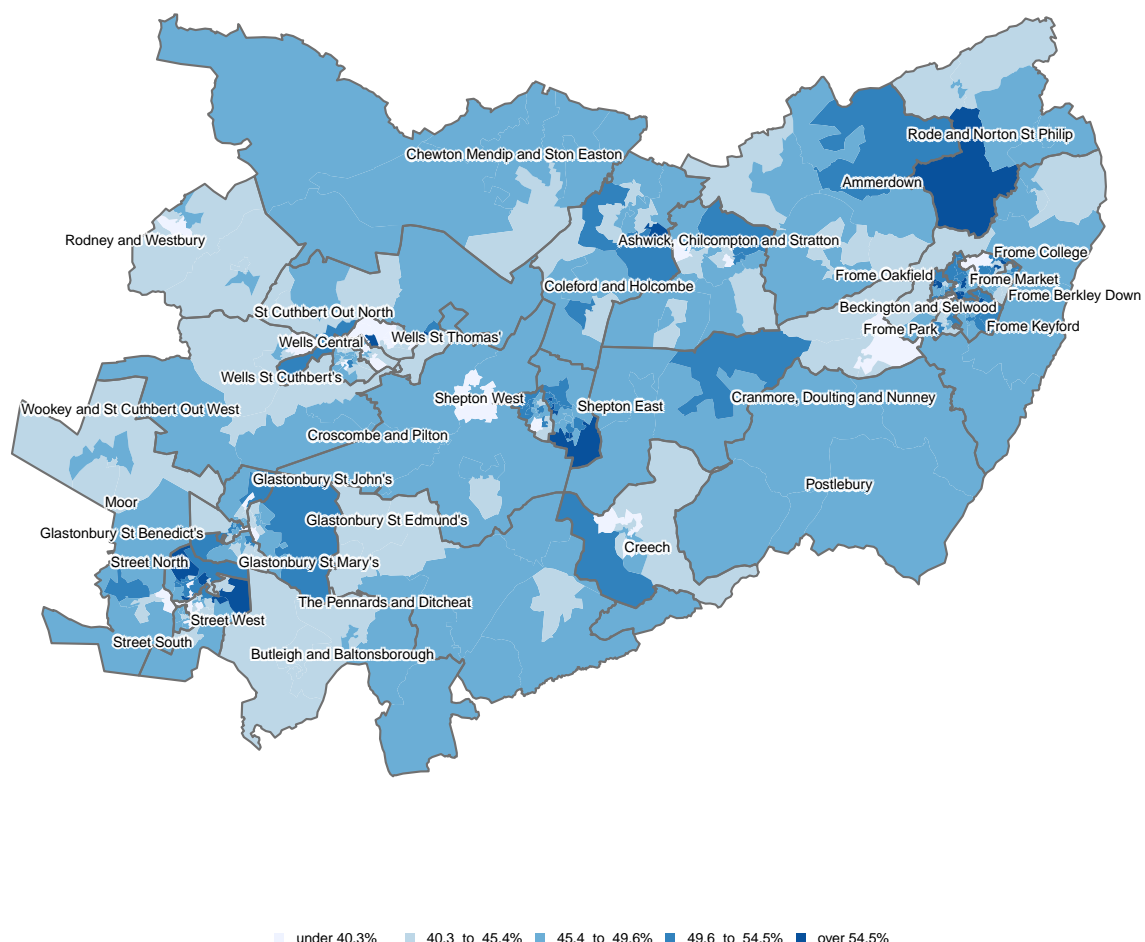 Rode and Norton St Philip
Chewton Mendip and Ston Easton
Ammerdown
Rodney and Westbury
Ashwick, Chilcompton and Stratton
Frome College
Frome Oakfield
Frome Market
Coleford and Holcombe
Frome Berkley Down
Beckington and Selwood
St Cuthbert Out North
Frome Park
Frome Keyford
Wells St Thomas'
Wells Central
Wells St Cuthbert's
Shepton West
Cranmore, Doulting and Nunney
Shepton East
Wookey and St Cuthbert Out West
Croscombe and Pilton
Glastonbury St John's
Postlebury
Moor
Glastonbury St Edmund's
Glastonbury St Benedict's
Creech
Street North
Glastonbury St Mary's
The Pennards and Ditcheat
Street West
Street South
Butleigh and Baltonsborough
under 40.3% 40.3 to 45.4% 45.4 to 49.6% 49.6 to 54.5% over 54.5%